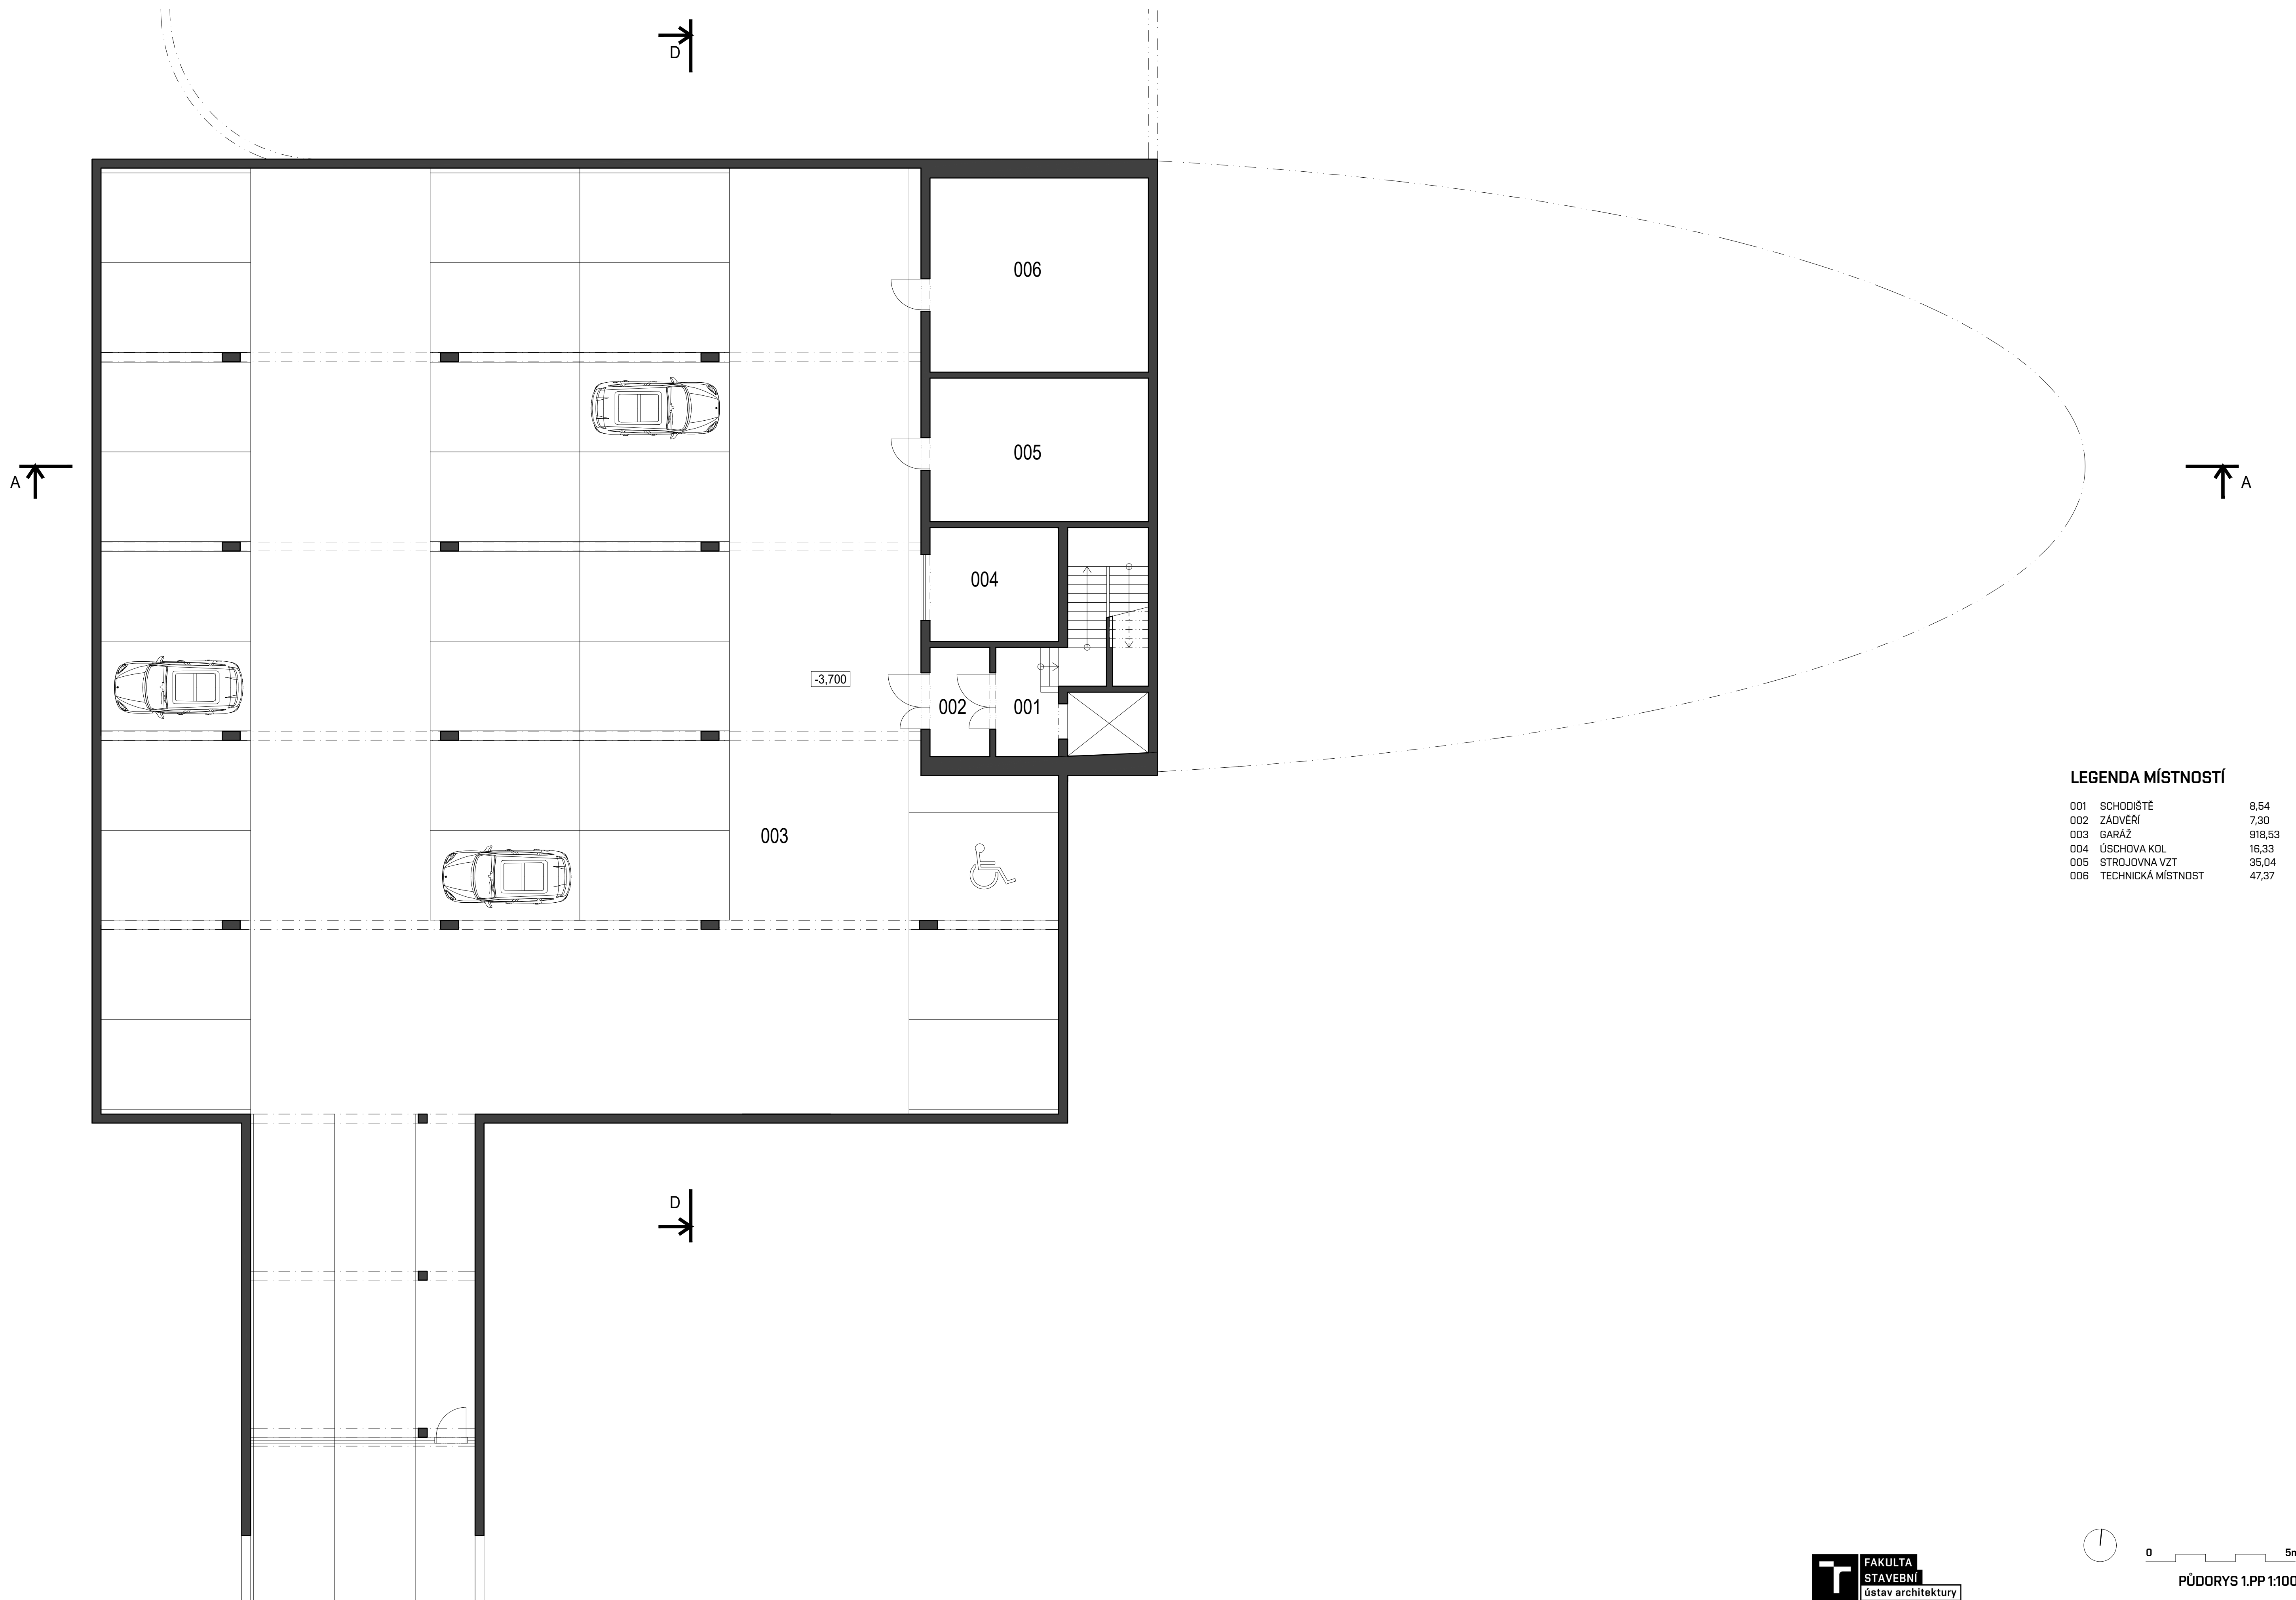 D
006
005
A
A
004
-3,700
002
001
003
LEGENDA MÍSTNOSTÍ
001 SCHODIŠTĚ 8,54
002 ZÁDVĚŘÍ 7,30
003 GARÁŽ 918,53
004 ÚSCHOVA KOL 16,33
005 STROJOVNA VZT 35,04
006 TECHNICKÁ MÍSTNOST 47,37
D
FAKULTA
STAVEBNÍ
ústav architektury
0 5m
PŮDORYS 1.PP 1:100